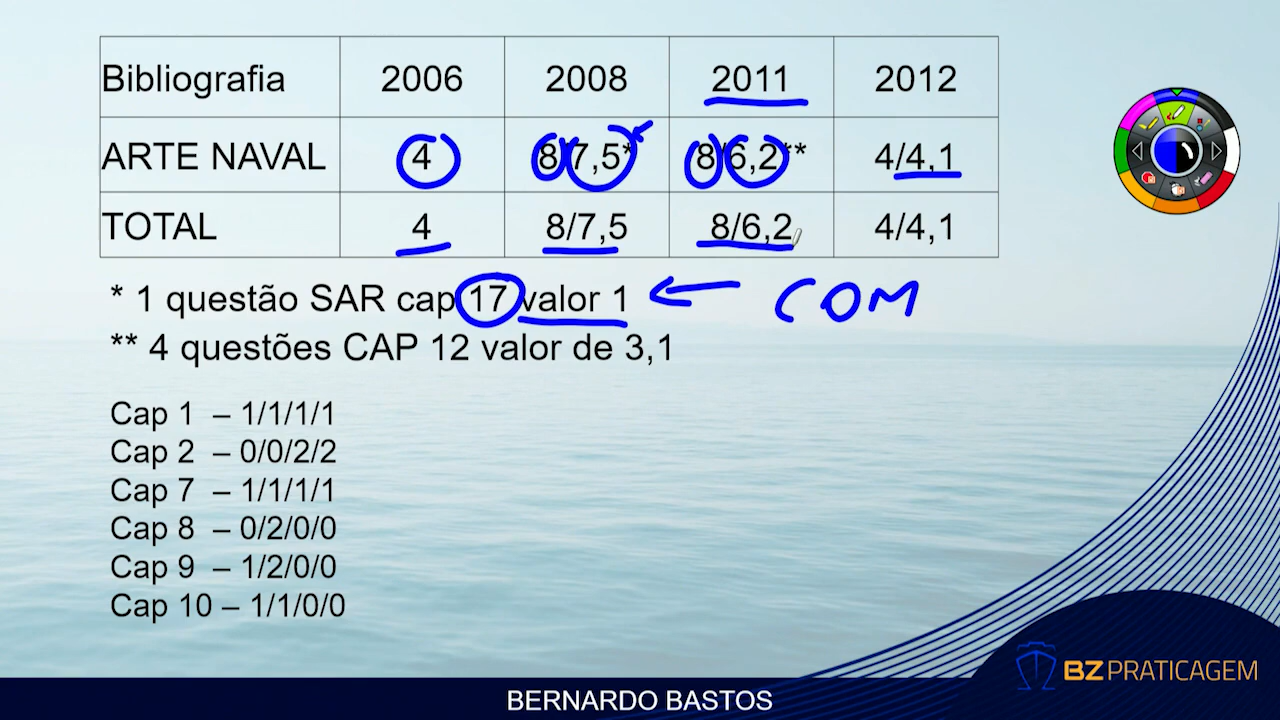 Bibliografia 2006 2008 2011 2012
ARTE NAVAL 4 8/7,5* 8/6,2** 4/4,1
TOTAL 4 8/7,5 8/6,2 4/4,1
* 1 questão SAR cap 17 valor 1 COM
** 4 questões CAP 12 valor de 3,1
Cap 1 – 1/1/1/1
Cap 2 – 0/0/2/2
Cap 7 – 1/1/1/1
Cap 8 – 0/2/0/0
Cap 9 – 1/2/0/0
Cap 10 – 1/1/0/0
BZPRATICAGEM
BERNARDO BASTOS